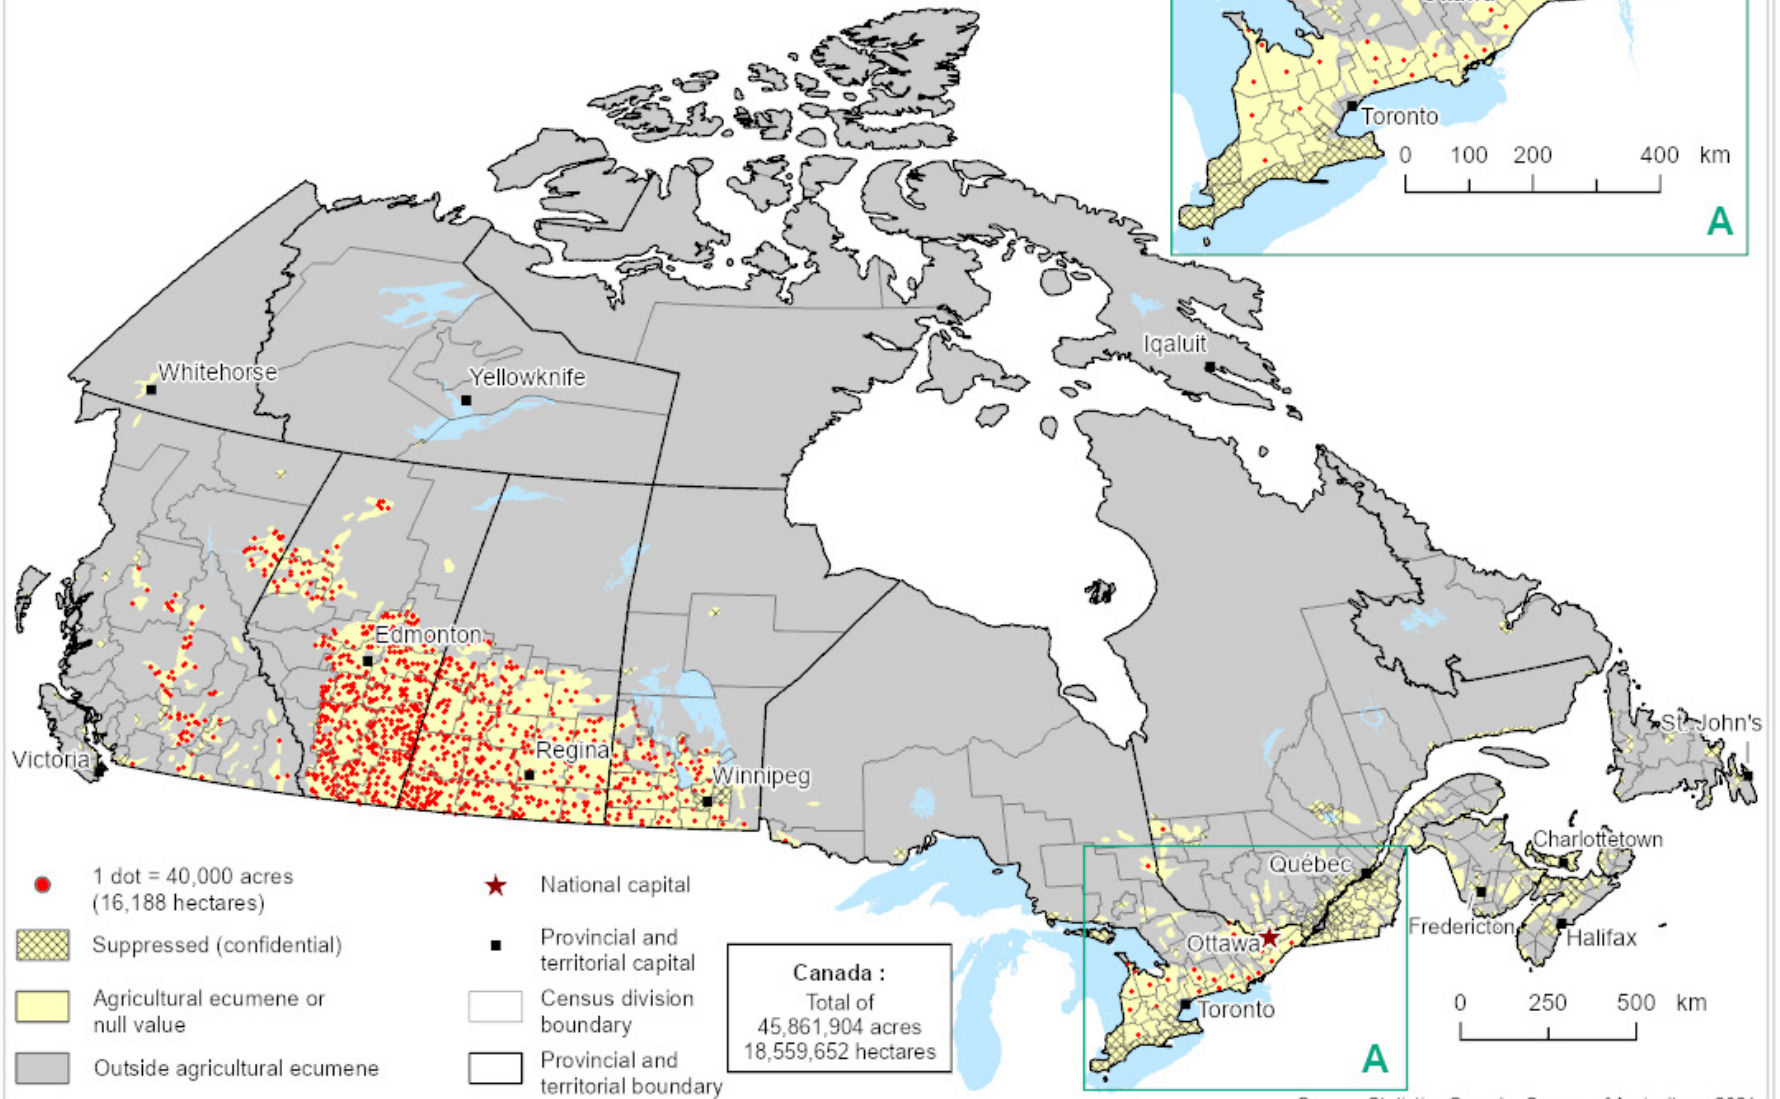 Toronto
0 100 200 400 km
A
Whitehorse
Yellowknife
Iqaluit
Edmonton
Regina
Winnipeg
Victoria
St. John's
Charlottetown
Québec
Fredericton
Halifax
Ottawa
Toronto
A
0 250 500 km
1 dot = 40,000 acres
(16,188 hectares)
Suppressed (confidential)
Agricultural ecumene or
null value
Outside agricultural ecumene
National capital
Provincial and
territorial capital
Census division
boundary
Provincial and
territorial boundary
Canada :
Total of
45,861,904 acres
18,559,652 hectares